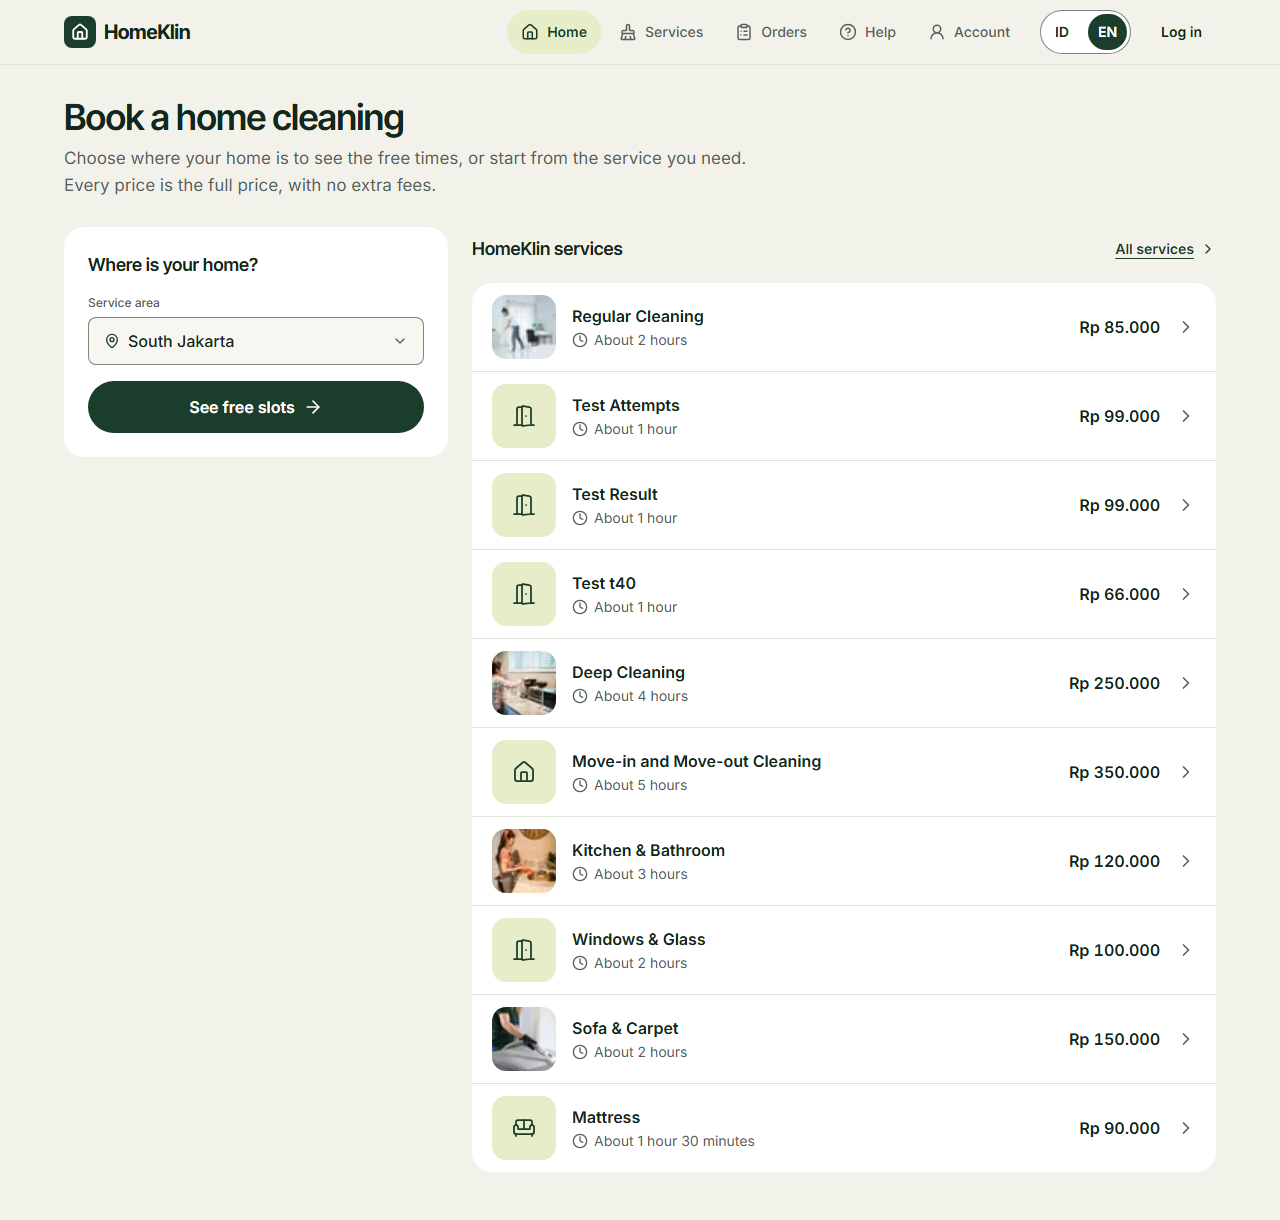 HomeKlin
Home
Services
Orders
Help
Account
ID
EN
Log in
Book a home cleaning
Choose where your home is to see the free times, or start from the service you need.
Every price is the full price, with no extra fees.
Where is your home?
Service area
South Jakarta
See free slots
HomeKlin services
All services
Regular Cleaning
About 2 hours
Rp 85.000
Test Attempts
About 1 hour
Rp 99.000
Test Result
About 1 hour
Rp 99.000
Test t40
About 1 hour
Rp 66.000
Deep Cleaning
About 4 hours
Rp 250.000
Move-in and Move-out Cleaning
About 5 hours
Rp 350.000
Kitchen & Bathroom
About 3 hours
Rp 120.000
Windows & Glass
About 2 hours
Rp 100.000
Sofa & Carpet
About 2 hours
Rp 150.000
Mattress
About 1 hour 30 minutes
Rp 90.000